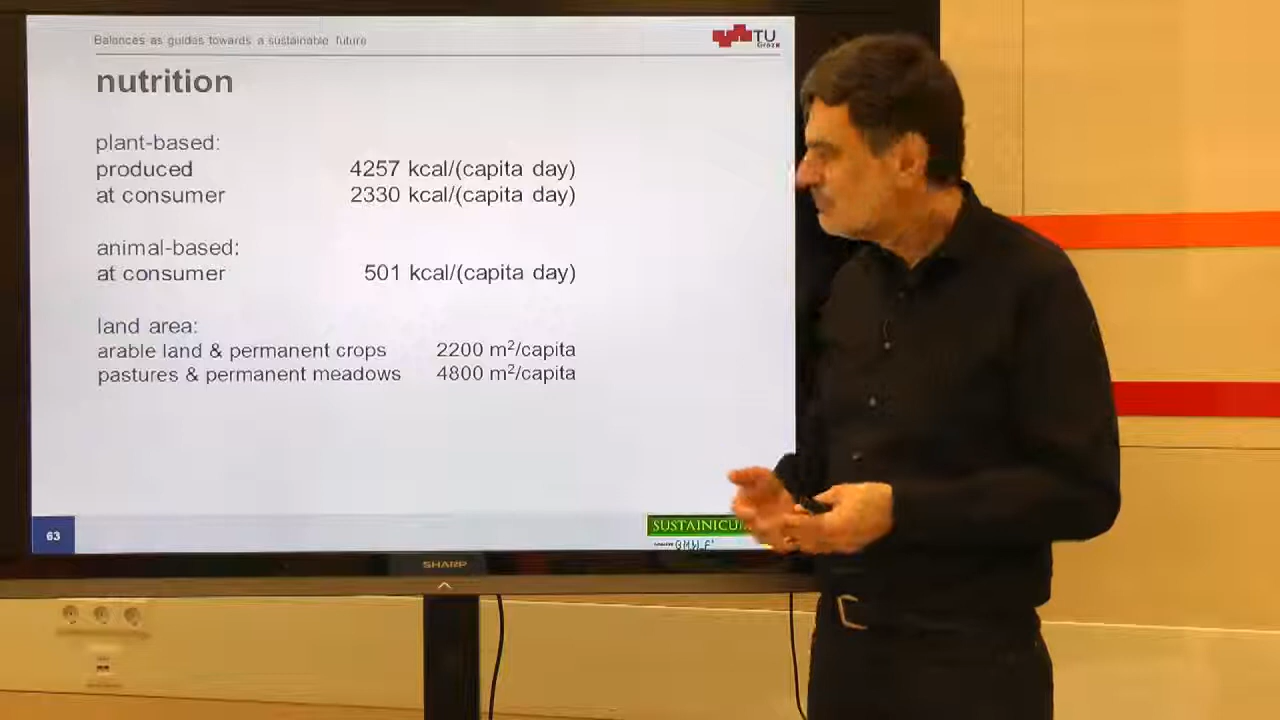 Balances as guides towards a sustainable future
TU
Graz
nutrition
plant-based:
produced 4257 kcal/(capita day)
at consumer 2330 kcal/(capita day)
animal-based:
at consumer 501 kcal/(capita day)
land area:
arable land & permanent crops 2200 m²/capita
pastures & permanent meadows 4800 m²/capita
63
SUSTAINICUM
SHARP